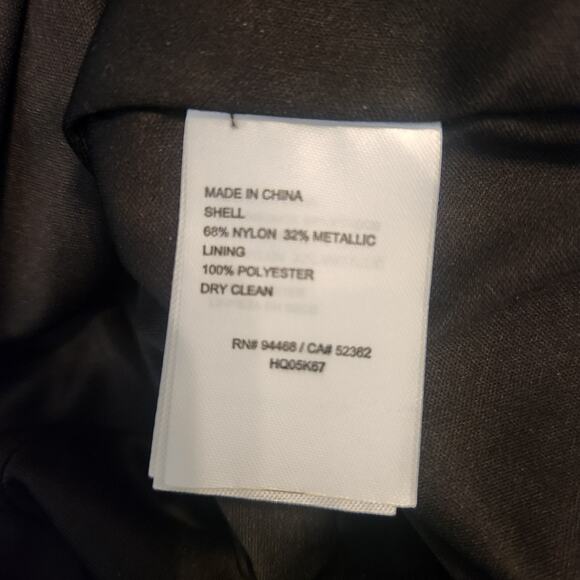 MADE IN CHINA
SHELL
68% NYLON 32% METALLIC
LINING
100% POLYESTER
DRY CLEAN
RN# 94468 / CA# 52362
HQ05K67